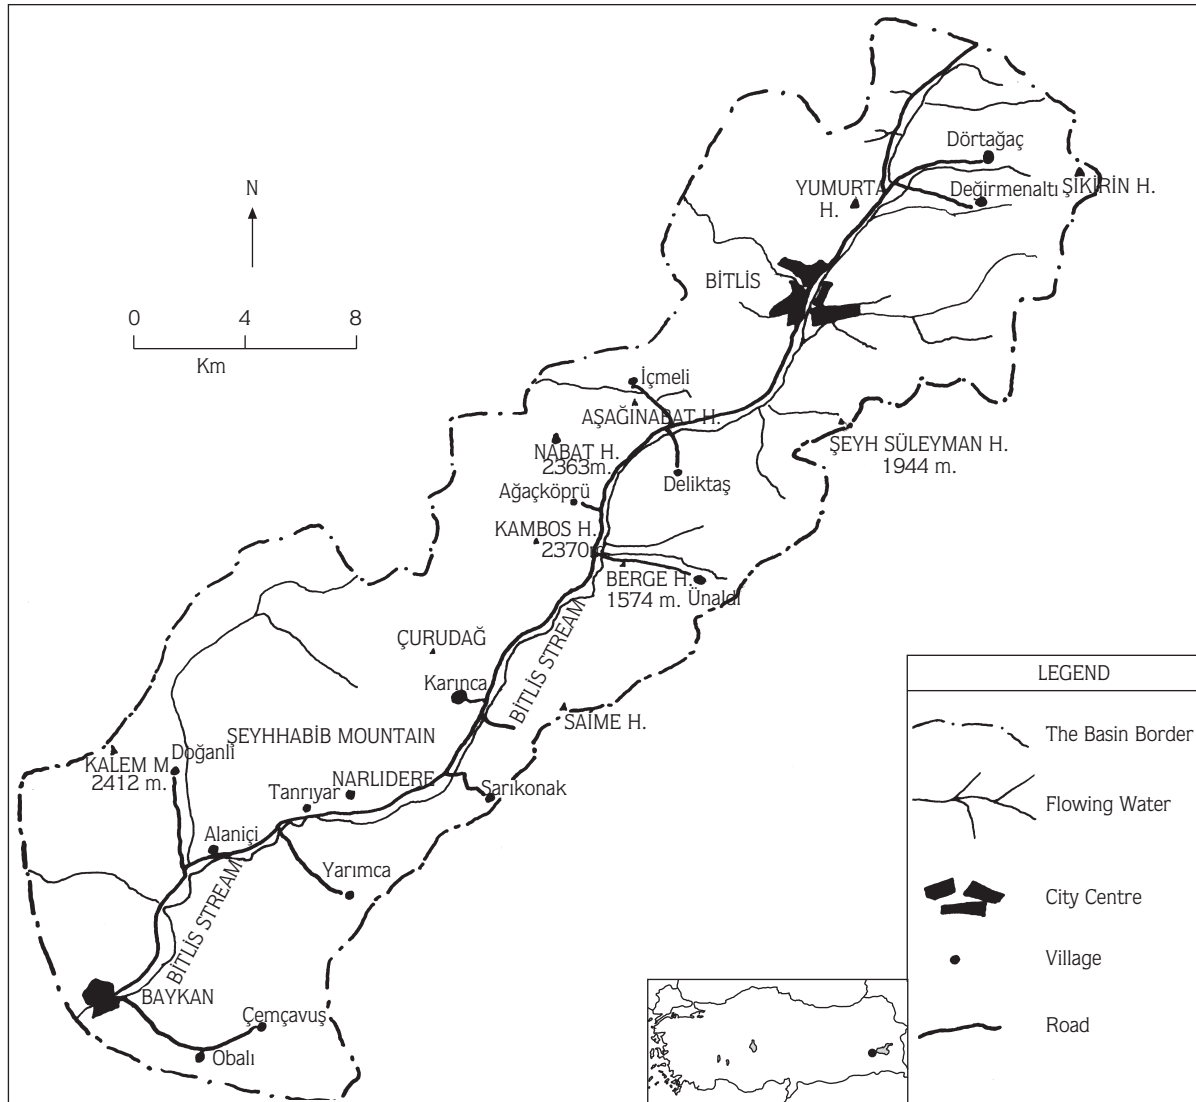 Dörtağaç
N
YUMURTA
H.
Değirmenaltı
ŞIKIRIN H.
BİTLİS
0 4 8
Km
İçmeli
AŞAĞINABAT H.
NABAT H.
2363m.
ŞEYH SÜLEYMAN H.
1944 m.
Deliktaş
Ağaçköprü
KAMBOS H.
2370m
BERGE H.
1574 m.
Ünaldı
ÇURUDAĞ
BİTLİS STREAM
Karınca
SAİME H.
ŞEYHHABİB MOUNTAIN
KALEM M
2412 m.
Doğanlı
NARLIDERE
Tanrıyar
Sarıkonak
Alaniçi
Yarımca
BİTLİS STREAM
BAYKAN
Çemçavuş
Obalı
LEGEND
The Basin Border
Flowing Water
City Centre
Village
Road